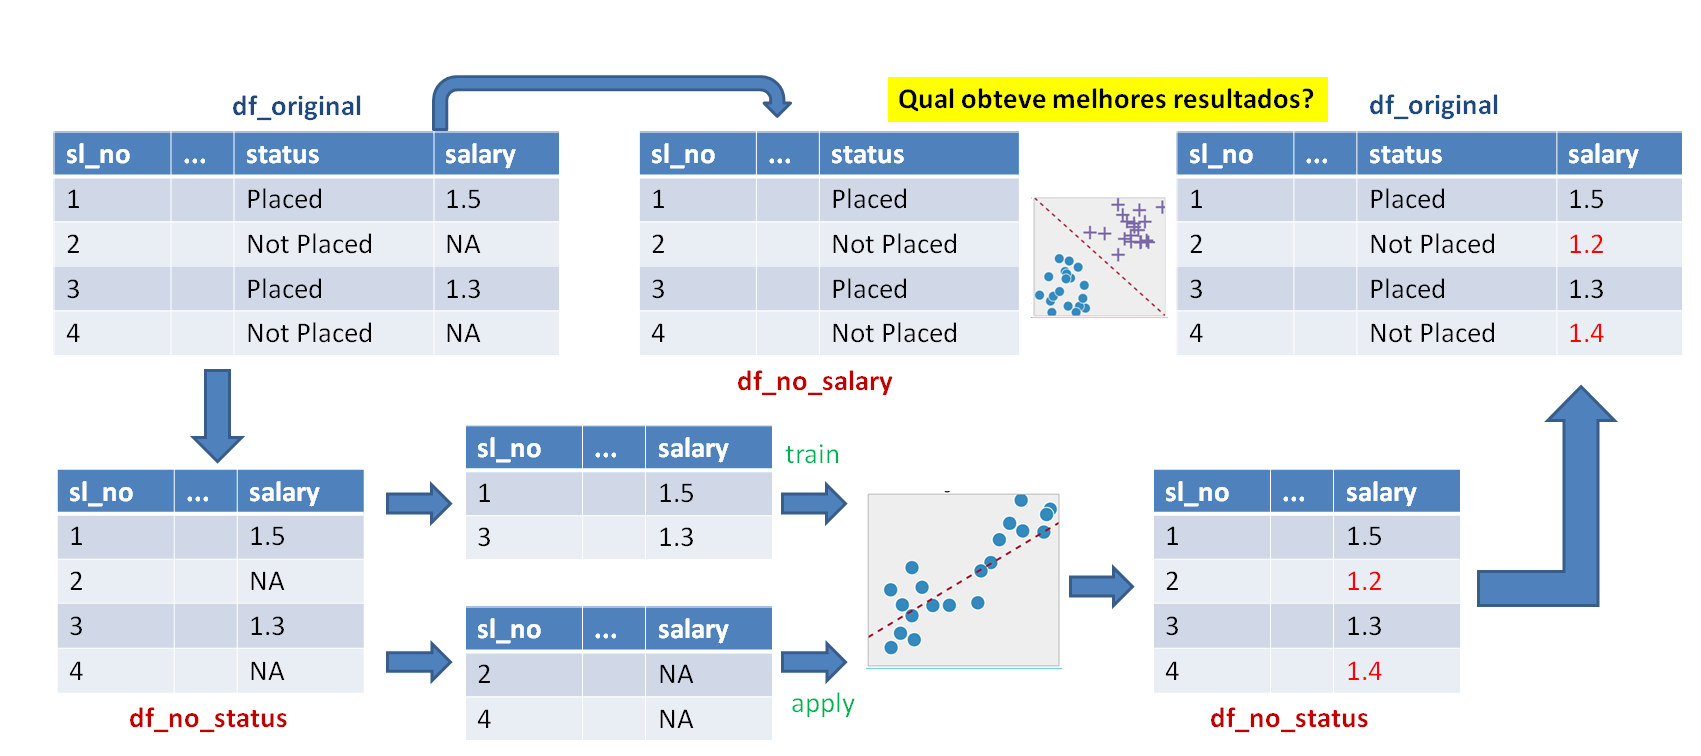 df_original
sl_no ... status salary
1 Placed 1.5
2 Not Placed NA
3 Placed 1.3
4 Not Placed NA
sl_no ... status
1 Placed
2 Not Placed
3 Placed
4 Not Placed
df_no_salary
Qual obteve melhores resultados?
df_original
sl_no ... status salary
1 Placed 1.5
2 Not Placed 1.2
3 Placed 1.3
4 Not Placed 1.4
sl_no ... salary
1 1.5
2 NA
3 1.3
4 NA
df_no_status
sl_no ... salary
1 1.5
3 1.3
train
sl_no ... salary
2 NA
4 NA
apply
sl_no ... salary
1 1.5
2 1.2
3 1.3
4 1.4
df_no_status